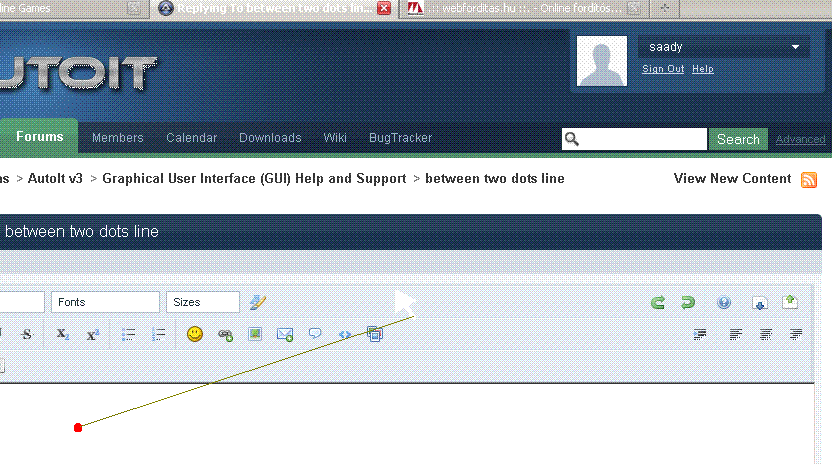 ine Games
Replying To between two dots lin...
.:: webforditas.hu ::. - Online fordítós...
UTOIT
saady
Sign Out Help
Forums Members Calendar Downloads Wiki BugTracker
Search Advanced
ns > AutoIt v3 > Graphical User Interface (GUI) Help and Support > between two dots line
View New Content
between two dots line
Fonts Sizes
S X2 X2